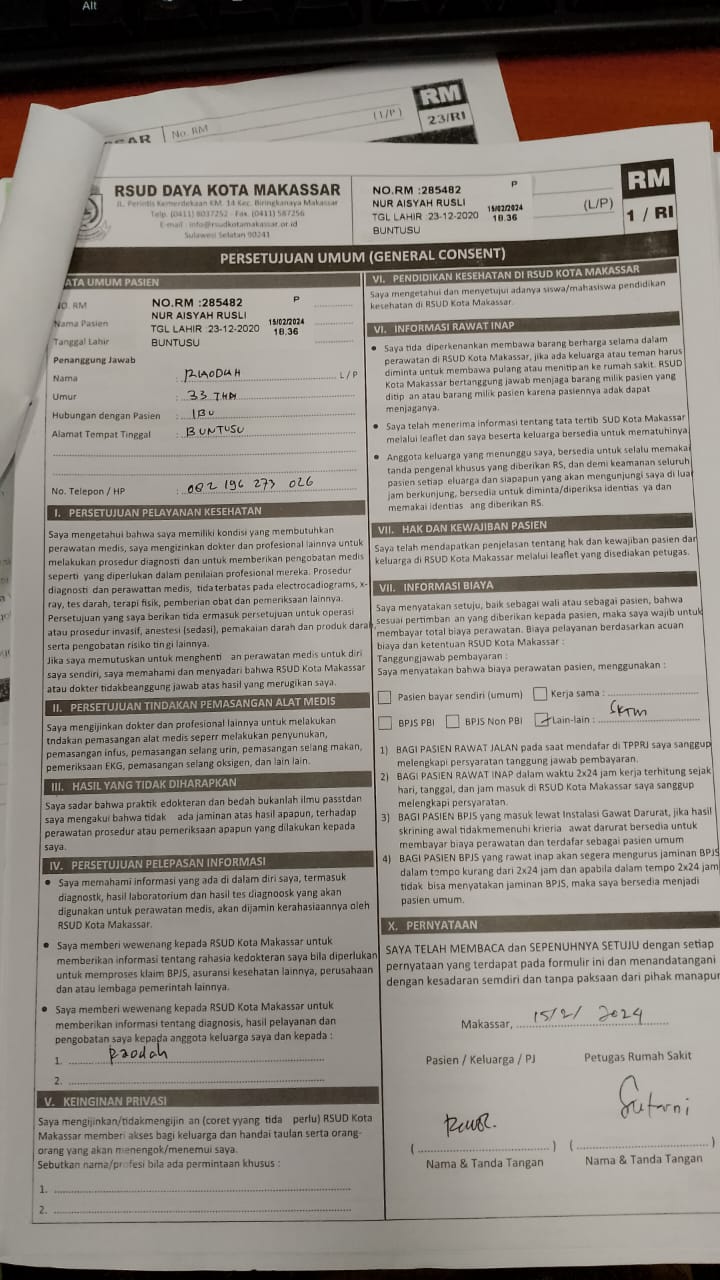 Alt
RM
23/RI
No. RM
(L/P)
RSUD DAYA KOTA MAKASSAR
JL. Perintis Kemerdekaan KM. 14 Kec. Biringkanaya Makassar
Telp. (0411) 8037252 Fax. (0411) 587256
E-mail : info@rsudkotamakassar.or.id
Sulawesi Selatan 90241
NO.RM :285482 P
NUR AISYAH RUSLI 15/02/2024
TGL LAHIR :23-12-2020 18.36
BUNTUSU
(L/P)
RM
1 / RI
PERSETUJUAN UMUM (GENERAL CONSENT)
ATA UMUM PASIEN
NO. RM
Nama Pasien
Tanggal Lahir
NO.RM :285482 P
NUR AISYAH RUSLI 15/02/2024
TGL LAHIR :23-12-2020 18.36
BUNTUSU
Penanggung Jawab
Nama : RAODAH L / P
Umur : 33 THN
Hubungan dengan Pasien : IBU
Alamat Tempat Tinggal : BUNTUSU
No. Telepon / HP : 082 196 273 026
I. PERSETUJUAN PELAYANAN KESEHATAN
Saya mengetahui bahwa saya memiliki kondisi yang membutuhkan
perawatan medis, saya mengizinkan dokter dan profesional lainnya untuk
melakukan prosedur diagnosti dan untuk memberikan pengobatan medis
seperti yang diperlukan dalam penilaian profesional mereka. Prosedur
diagnosti dan perawattan medis, tida terbatas pada electrocadiograms, x-
ray, tes darah, terapi fisik, pemberian obat dan pemeriksaan lainnya.
Persetujuan yang saya berikan tida ermasuk persetujuan untuk operasi
atau prosedur invasif, anestesi (sedasi), pemakaian darah dan produk darah,
serta pengobatan risiko ting i lainnya.
Jika saya memutuskan untuk menghenti an perawatan medis untuk diri
saya sendiri, saya memahami dan menyadari bahwa RSUD Kota Makassar
atau dokter tidakbeanggung jawab atas hasil yang merugikan saya.
II. PERSETUJUAN TINDAKAN PEMASANGAN ALAT MEDIS
Saya mengijinkan dokter dan profesional lainnya untuk melakukan
tndakan pemasangan alat medis seperr melakukan penyunukan,
pemasangan infus, pemasangan selang urin, pemasangan selang makan,
pemeriksaan EKG, pemasangan selang oksigen, dan lain lain.
III. HASIL YANG TIDAK DIHARAPKAN
Saya sadar bahwa praktik edokteran dan bedah bukanlah ilmu passtdan
saya mengakui bahwa tidak ada jaminan atas hasil apapun, terhadap
perawatan prosedur atau pemeriksaan apapun yang dilakukan kepada
saya.
IV. PERSETUJUAN PELEPASAN INFORMASI
• Saya memahami informasi yang ada di dalam diri saya, termasuk
diagnostk, hasil laboratorium dan hasil tes diagnoosk yang akan
digunakan untuk perawatan medis, akan dijamin kerahasiaannya oleh
RSUD Kota Makassar.
• Saya memberi wewenang kepada RSUD Kota Makassar untuk
memberikan informasi tentang rahasia kedokteran saya bila diperlukan
untuk memproses klaim BPJS, asuransi kesehatan lainnya, perusahaan
dan atau lembaga pemerintah lainnya.
• Saya memberi wewenang kepada RSUD Kota Makassar untuk
memberikan informasi tentang diagnosis, hasil pelayanan dan
pengobatan saya kepada anggota keluarga saya dan kepada :
1. Raodah
2.
V. KEINGINAN PRIVASI
Saya mengijinkan/tidakmengijin an (coret yyang tida perlu) RSUD Kota
Makassar memberi akses bagi keluarga dan handai taulan serta orang-
orang yang akan menengok/menemui saya.
Sebutkan nama/profesi bila ada permintaan khusus :
1.
2.
VI. PENDIDIKAN KESEHATAN DI RSUD KOTA MAKASSAR
Saya mengetahui dan menyetujui adanya siswa/mahasiswa pendidikan
kesehatan di RSUD Kota Makassar.
VI. INFORMASI RAWAT INAP
• Saya tida diperkenankan membawa barang berharga selama dalam
perawatan di RSUD Kota Makassar, jika ada keluarga atau teman harus
diminta untuk membawa pulang atau menitip an ke rumah sakit. RSUD
Kota Makassar bertanggung jawab menjaga barang milik pasien yang
ditip an atau barang milik pasien karena pasiennya adak dapat
menjaganya.
• Saya telah menerima informasi tentang tata tertib SUD Kota Makassar
melalui leaflet dan saya beserta keluarga bersedia untuk mematuhinya.
• Anggota keluarga yang menunggu saya, bersedia untuk selalu memakai
tanda pengenal khusus yang diberikan RS, dan demi keamanan seluruh
pasien setiap eluarga dan siapapun yang akan mengunjungi saya di luar
jam berkunjung, bersedia untuk diminta/diperiksa identias ya dan
memakai identias ang diberikan RS.
VII. HAK DAN KEWAJIBAN PASIEN
Saya telah mendapatkan penjelasan tentang hak dan kewajiban pasien dan
keluarga di RSUD Kota Makassar melalui leaflet yang disediakan petugas.
VII. INFORMASI BIAYA
Saya menyatakan setuju, baik sebagai wali atau sebagai pasien, bahwa
sesuai pertimban an yang diberikan kepada pasien, maka saya wajib untuk
membayar total biaya perawatan. Biaya pelayanan berdasarkan acuan
biaya dan ketentuan RSUD Kota Makassar :
Tanggungjawab pembayaran :
Saya menyatakan bahwa biaya perawatan pasien, menggunakan :
Pasien bayar sendiri (umum) Kerja sama :
BPJS PBI BPJS Non PBI Lain-lain : SKTM
1) BAGI PASIEN RAWAT JALAN pada saat mendafar di TPPRJ saya sanggup
melengkapi persyaratan tanggung jawab pembayaran.
2) BAGI PASIEN RAWAT INAP dalam waktu 2x24 jam kerja terhitung sejak
hari, tanggal, dan jam masuk di RSUD Kota Makassar saya sanggup
melengkapi persyaratan.
3) BAGI PASIEN BPJS yang masuk lewat Instalasi Gawat Darurat, jika hasil
skrining awal tidakmemenuhi krieria awat darurat bersedia untuk
membayar biaya perawatan dan terdafar sebagai pasien umum
4) BAGI PASIEN BPJS yang rawat inap akan segera mengurus jaminan BPJS
dalam tempo kurang dari 2x24 jam dan apabila dalam tempo 2x24 jam
tidak bisa menyatakan jaminan BPJS, maka saya bersedia menjadi
pasien umum.
X. PERNYATAAN
SAYA TELAH MEMBACA dan SEPENUHNYA SETUJU dengan setiap
pernyataan yang terdapat pada formulir ini dan menandatangani
dengan kesadaran semdiri dan tanpa paksaan dari pihak manapun
Makassar, 15/2/ 2024
Pasien / Keluarga / PJ Petugas Rumah Sakit
Sutarni
Nama & Tanda Tangan Nama & Tanda Tangan